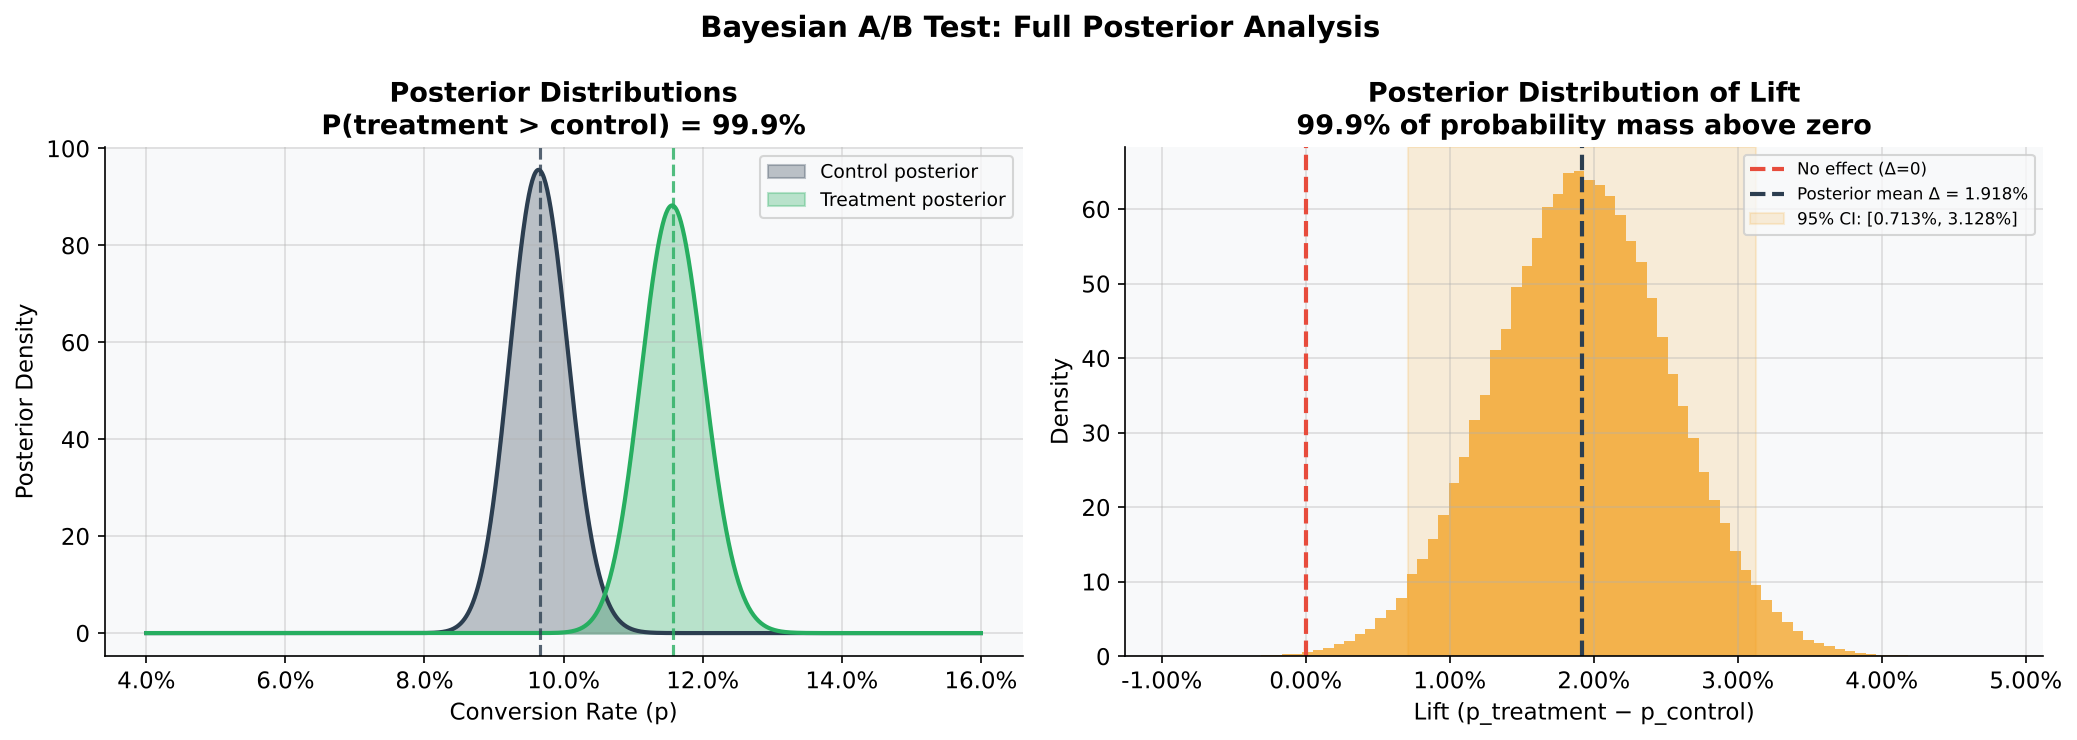 Bayesian A/B Test: Full Posterior Analysis
Posterior Distributions
P(treatment > control) = 99.9%
Posterior Density
100
80
60
40
20
0
Control posterior
Treatment posterior
4.0%
6.0%
8.0%
10.0%
12.0%
14.0%
16.0%
Conversion Rate (p)
Posterior Distribution of Lift
99.9% of probability mass above zero
Density
60
50
40
30
20
10
0
No effect (Δ=0)
Posterior mean Δ = 1.918%
95% CI: [0.713%, 3.128%]
-1.00%
0.00%
1.00%
2.00%
3.00%
4.00%
5.00%
Lift (p_treatment − p_control)